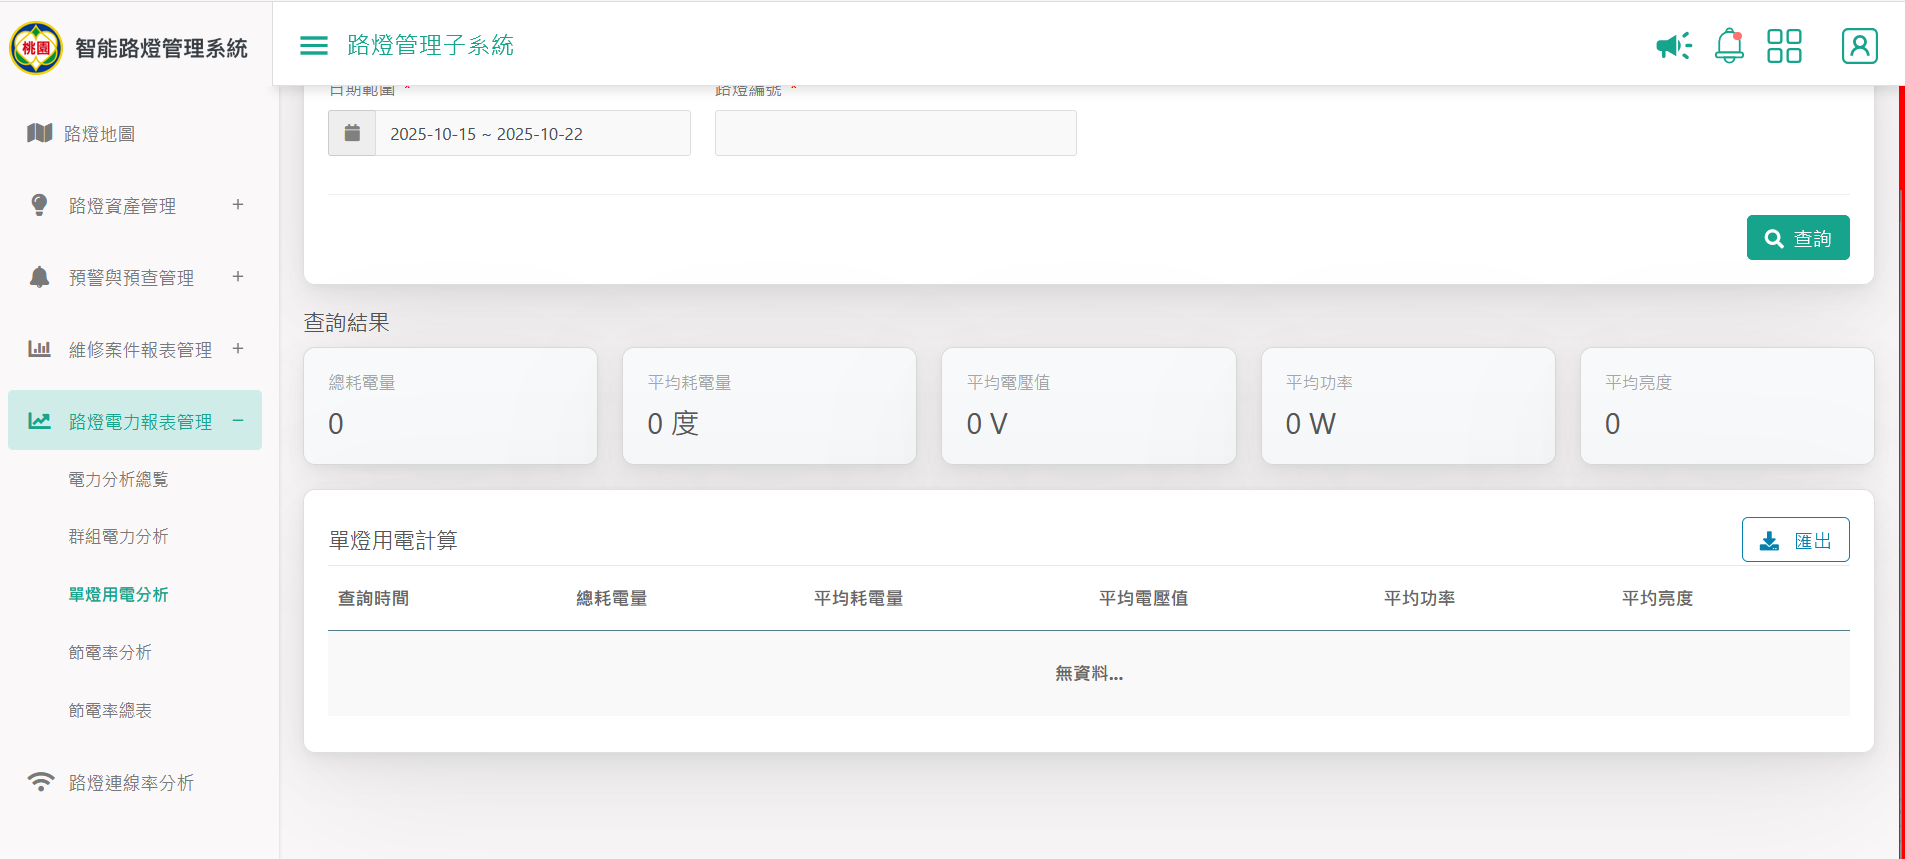 桃園
智能路燈管理系統
路燈管理子系統
路燈地圖
路燈資產管理 +
預警與預查管理 +
維修案件報表管理 +
路燈電力報表管理 −
電力分析總覧
群組電力分析
單燈用電分析
節電率分析
節電率總表
路燈連線率分析
日期範圍 *
路燈編號 *
2025-10-15 ~ 2025-10-22
查詢
查詢結果
總耗電量
0
平均耗電量
0 度
平均電壓值
0 V
平均功率
0 W
平均亮度
0
單燈用電計算
匯出
查詢時間 總耗電量 平均耗電量 平均電壓值 平均功率 平均亮度
無資料...